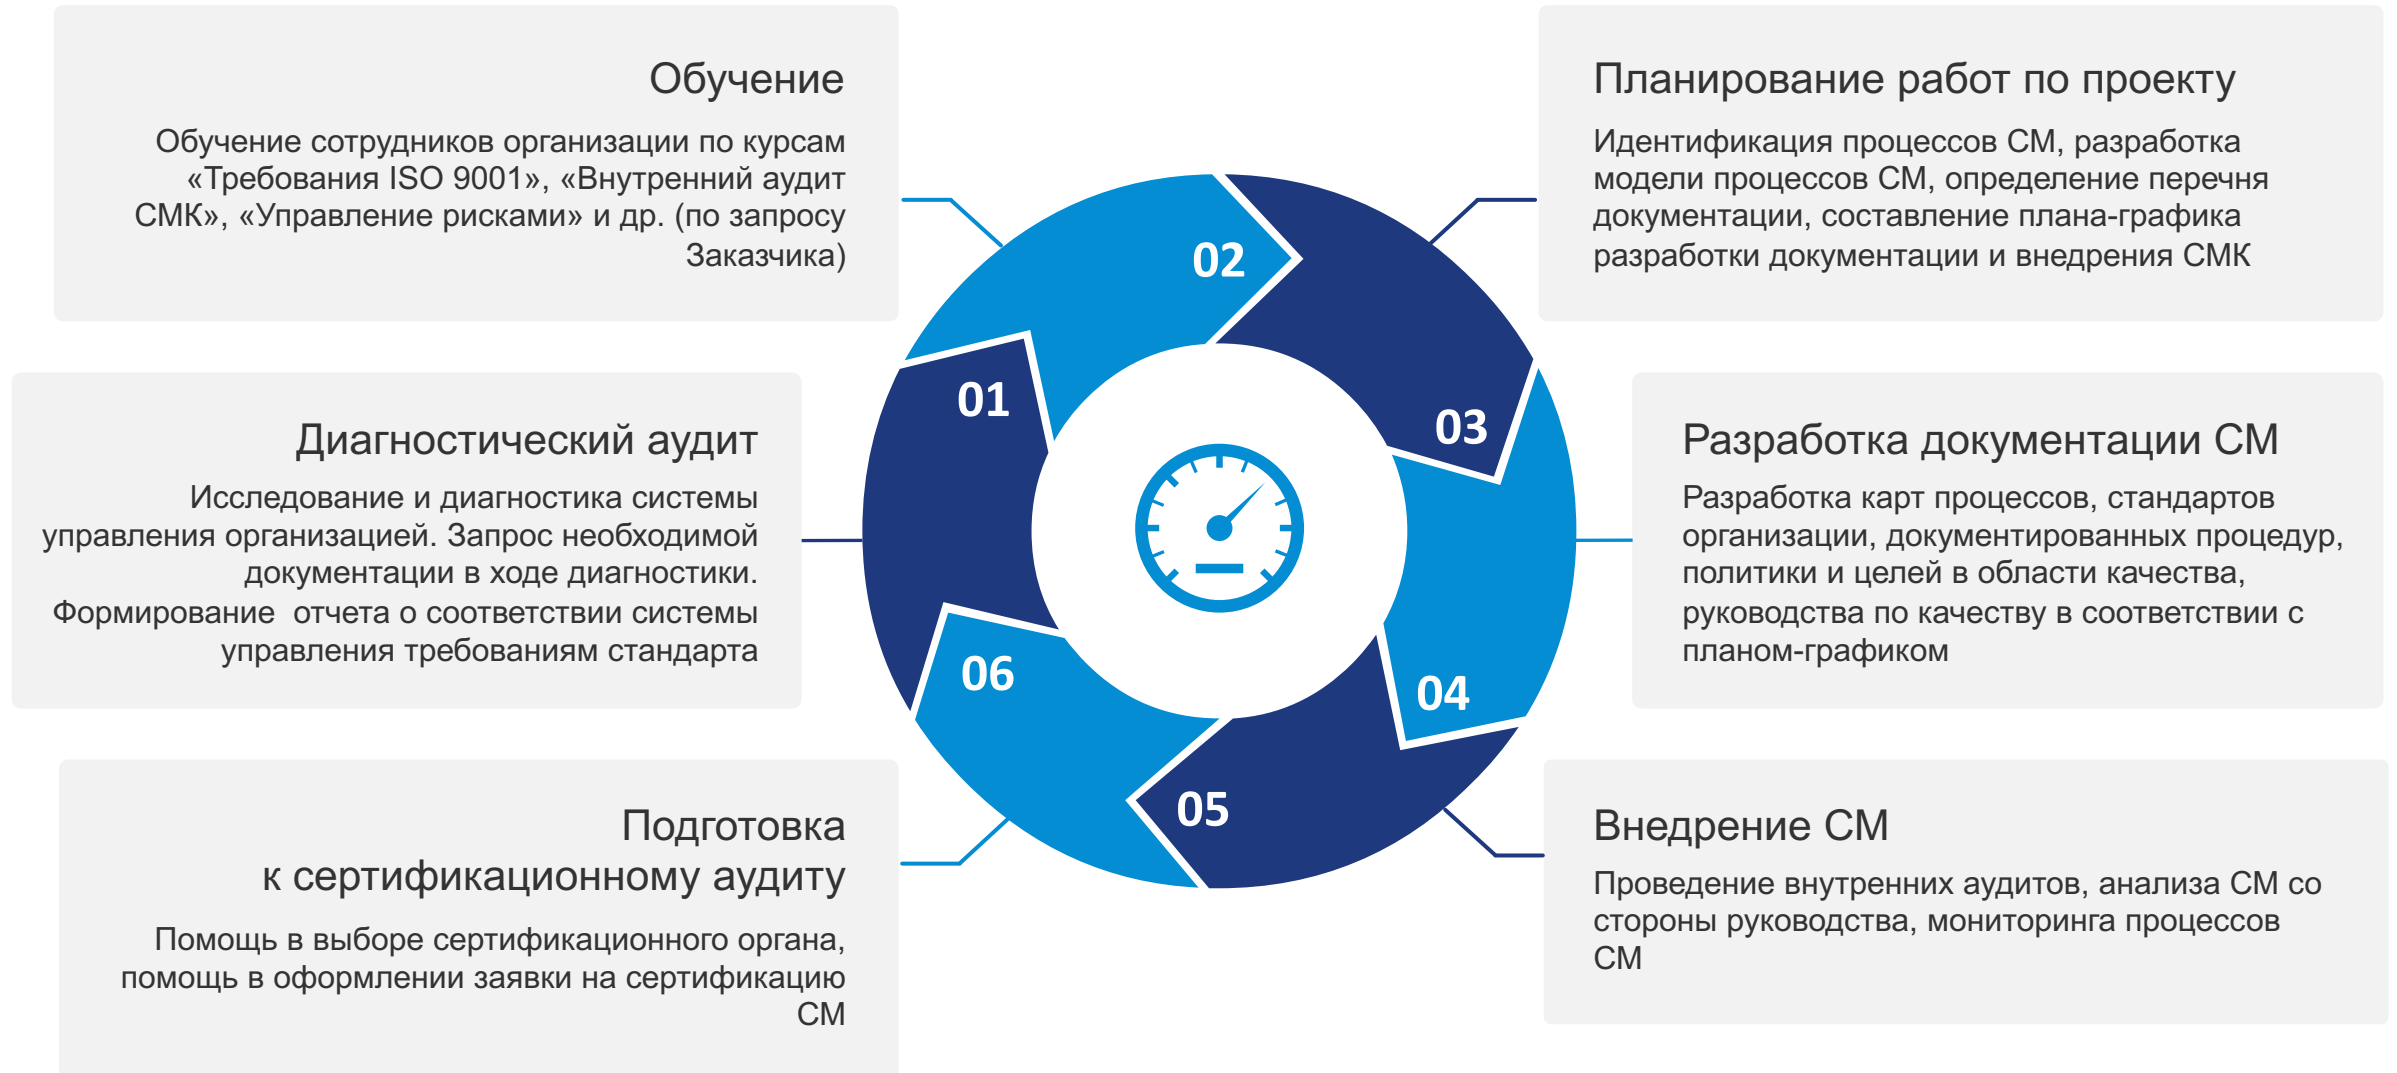 Обучение
Обучение сотрудников организации по курсам
«Требования ISO 9001», «Внутренний аудит
СМК», «Управление рисками» и др. (по запросу
Заказчика)
Планирование работ по проекту
Идентификация процессов СМ, разработка
модели процессов СМ, определение перечня
документации, составление плана-графика
разработки документации и внедрения СМК
02
01
03
Диагностический аудит
Исследование и диагностика системы
управления организацией. Запрос необходимой
документации в ходе диагностики.
Формирование отчета о соответствии системы
управления требованиям стандарта
Разработка документации СМ
Разработка карт процессов, стандартов
организации, документированных процедур,
политики и целей в области качества,
руководства по качеству в соответствии с
планом-графиком
06
04
05
Подготовка
к сертификационному аудиту
Помощь в выборе сертификационного органа,
помощь в оформлении заявки на сертификацию
СМ
Внедрение СМ
Проведение внутренних аудитов, анализа СМ со
стороны руководства, мониторинга процессов
СМ